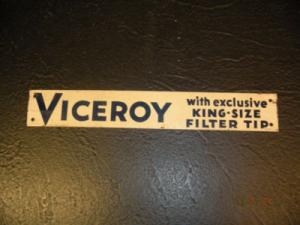 VICEROY
with exclusive
KING-SIZE
FILTER TIP